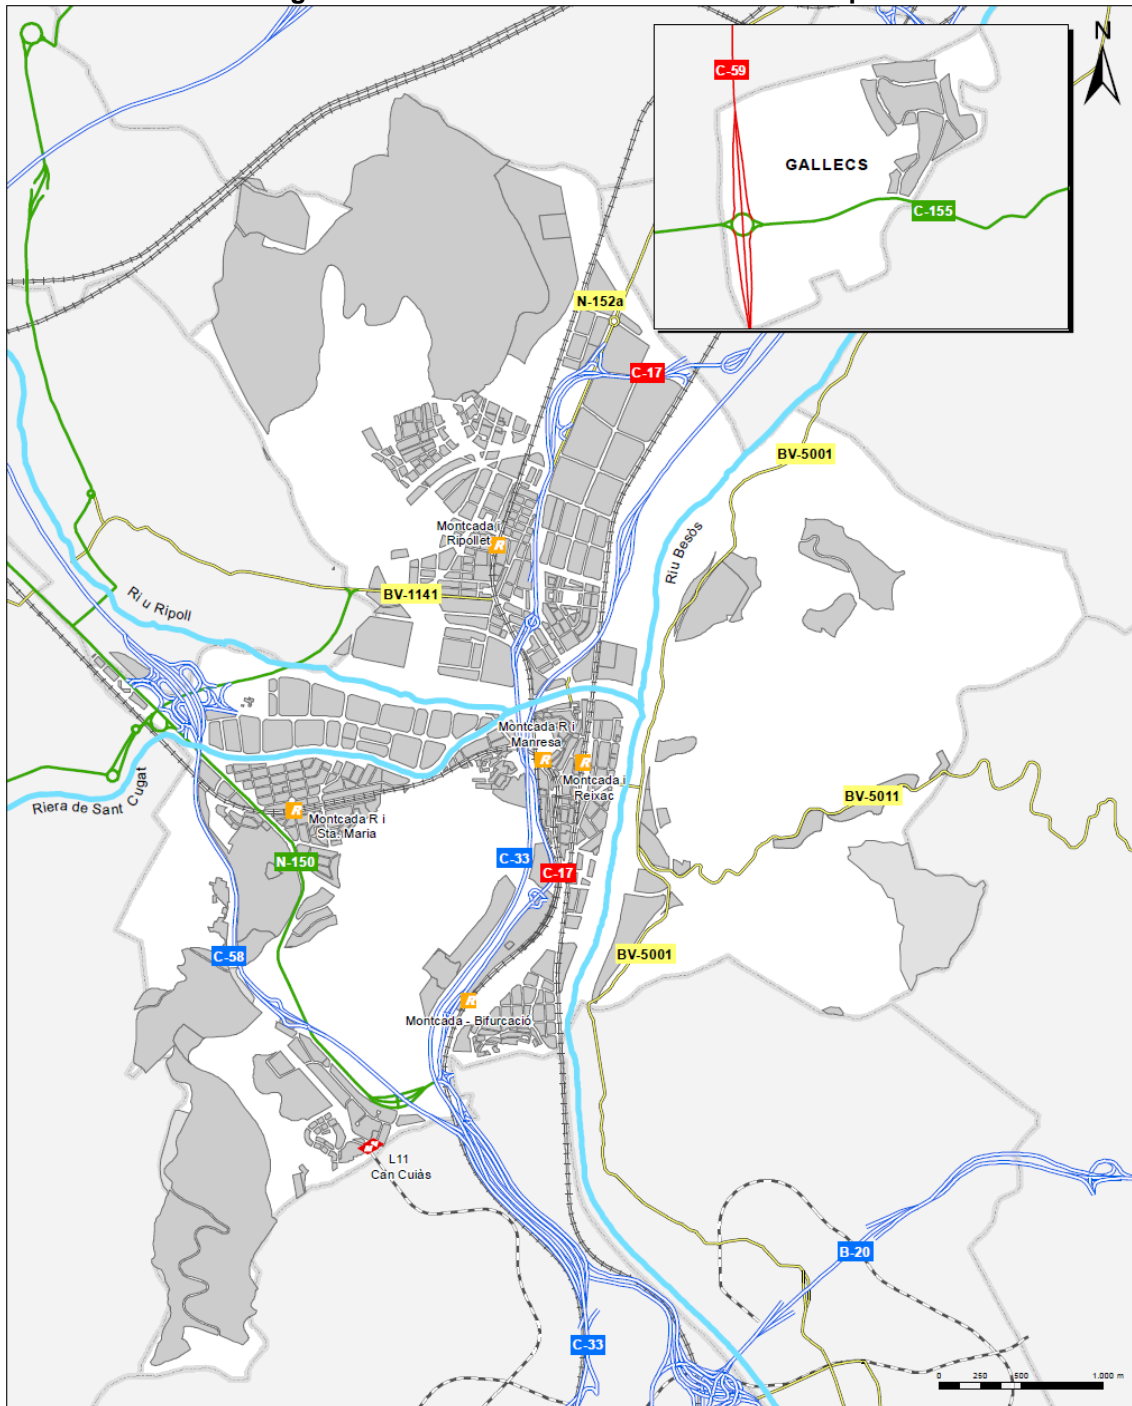 N
C-59
GALLECS
C-155
N-152a
C-17
BV-5001
Montcada i
Ripollet
R
Riu Besòs
BV-1141
Ri u Ripoll
Montcada R i
Manresa
R
R
Montcada i
Reixac
Riera de Sant Cugat
R
Montcada R i
Sta. Maria
BV-5011
N-150
C-33
C-17
C-58
BV-5001
R
Montcada - Bifurcació
L11
Can Cuiàs
B-20
C-33
0 250 500 1.000 m